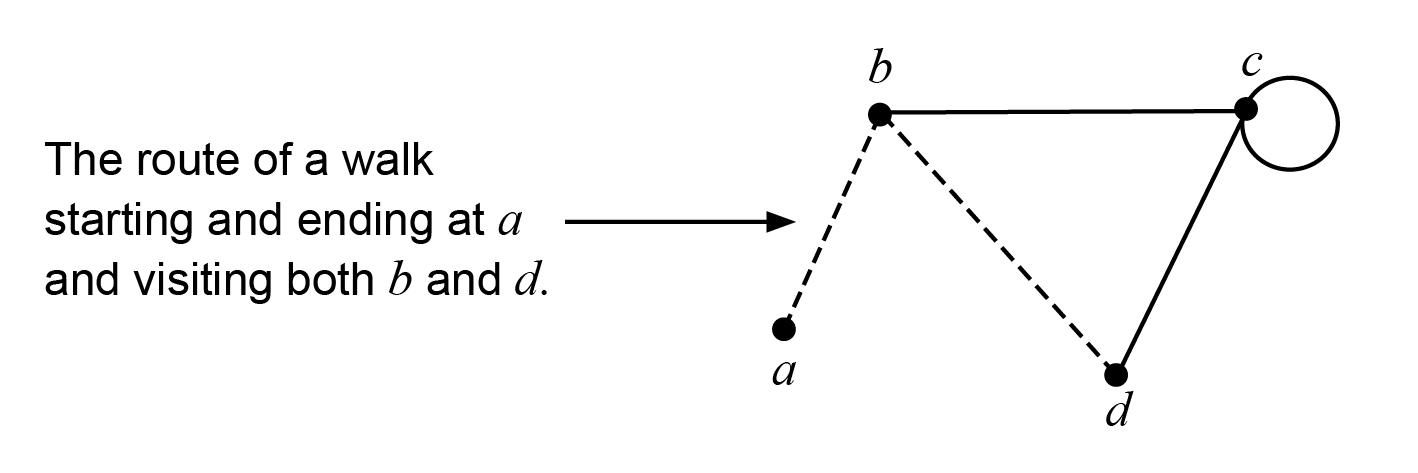 The route of a walk
starting and ending at a
and visiting both b and d.
b
c
a
d